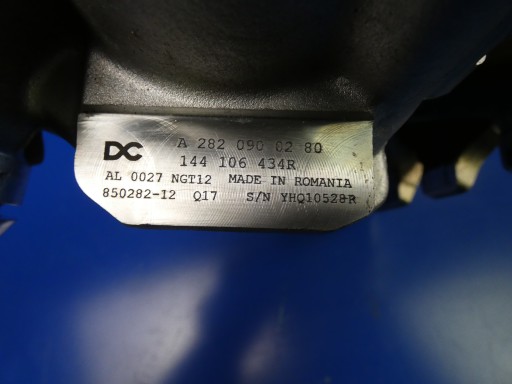 DC A 282 090 02 80
144 106 434R
AL 0027 NGT12 MADE IN ROMANIA
850282-12 Q17 S/N YHQ10528R